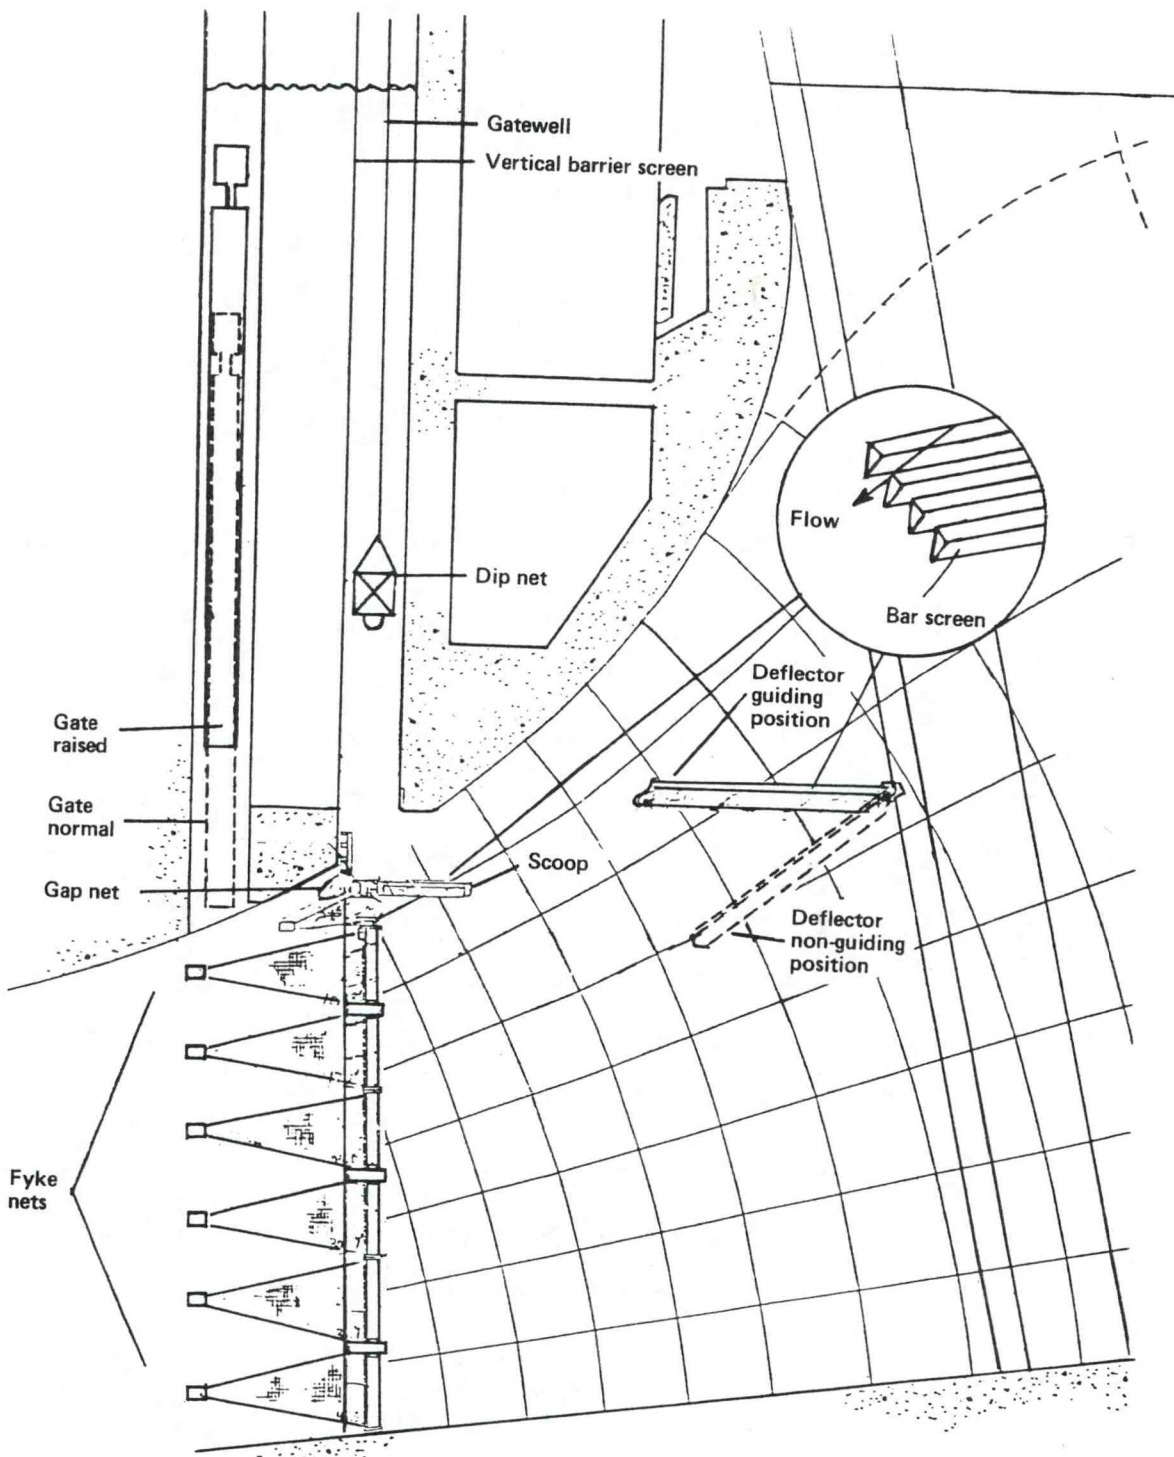 Gatewell
Vertical barrier screen
Flow
Dip net
Bar screen
Deflector
guiding
position
Gate
raised
Gate
normal
Scoop
Gap net
Deflector
non-guiding
position
Fyke
nets